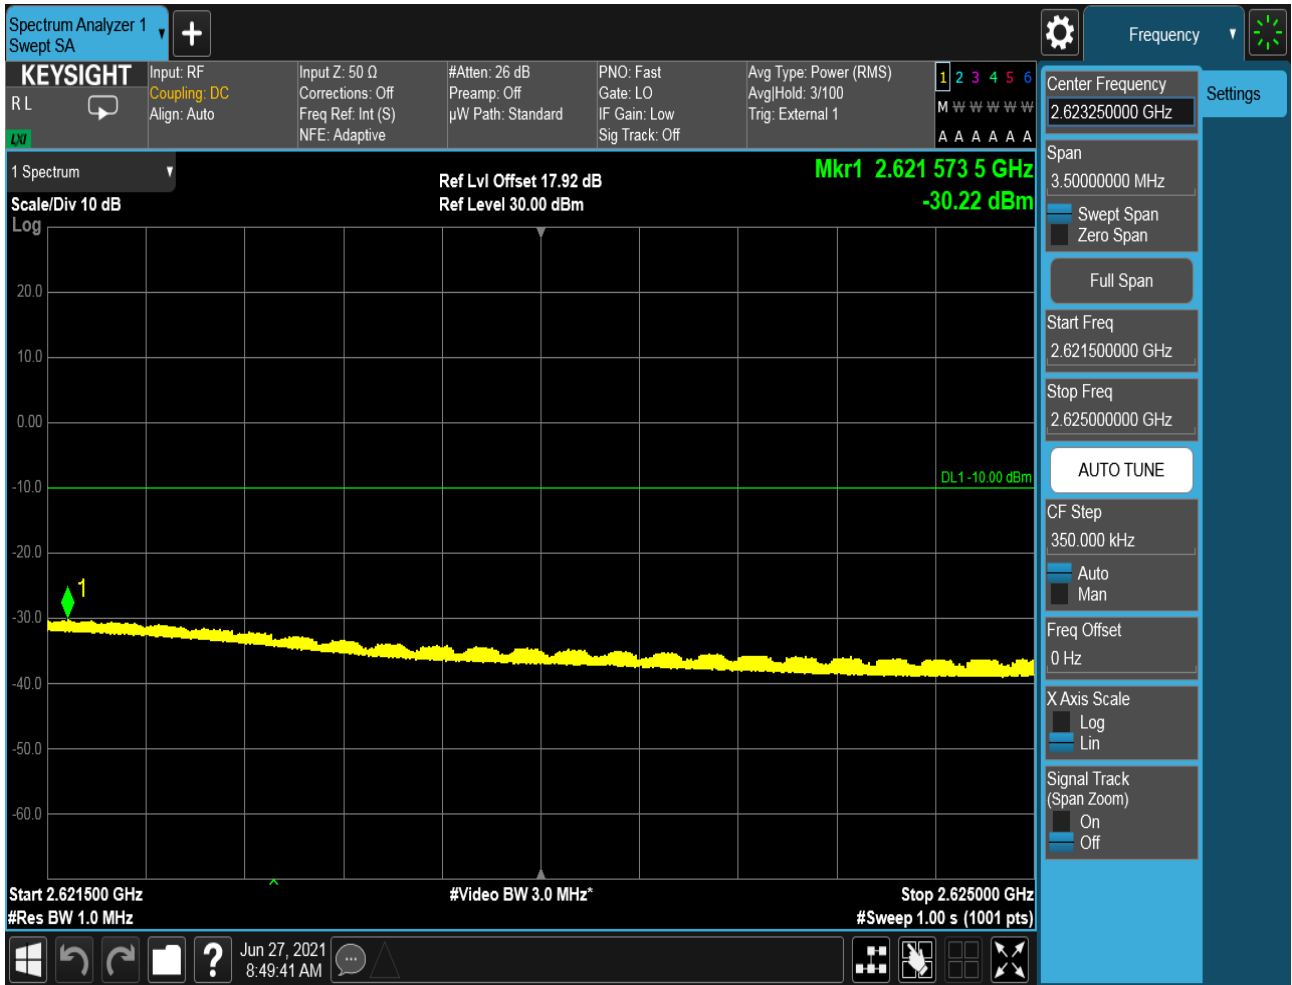 Spectrum Analyzer 1
Swept SA
Frequency
KEYSIGHT
R L
LXI
Input: RF
Coupling: DC
Align: Auto
Input Z: 50 Ω
Corrections: Off
Freq Ref: Int (S)
NFE: Adaptive
#Atten: 26 dB
Preamp: Off
µW Path: Standard
PNO: Fast
Gate: LO
IF Gain: Low
Sig Track: Off
Avg Type: Power (RMS)
Avg|Hold: 3/100
Trig: External 1
1 2 3 4 5 6
M W W W W W
A A A A A A
1 Spectrum
Scale/Div 10 dB
Log
Ref Lvl Offset 17.92 dB
Ref Level 30.00 dBm
Mkr1 2.621 573 5 GHz
-30.22 dBm
20.0
10.0
0.00
-10.0
-20.0
-30.0
-40.0
-50.0
-60.0
DL1 -10.00 dBm
1
Start 2.621500 GHz
#Res BW 1.0 MHz
#Video BW 3.0 MHz*
Stop 2.625000 GHz
#Sweep 1.00 s (1001 pts)
Jun 27, 2021
8:49:41 AM
?
Settings
Center Frequency
2.623250000 GHz
Span
3.50000000 MHz
Swept Span
Zero Span
Full Span
Start Freq
2.621500000 GHz
Stop Freq
2.625000000 GHz
AUTO TUNE
CF Step
350.000 kHz
Auto
Man
Freq Offset
0 Hz
X Axis Scale
Log
Lin
Signal Track
(Span Zoom)
On
Off